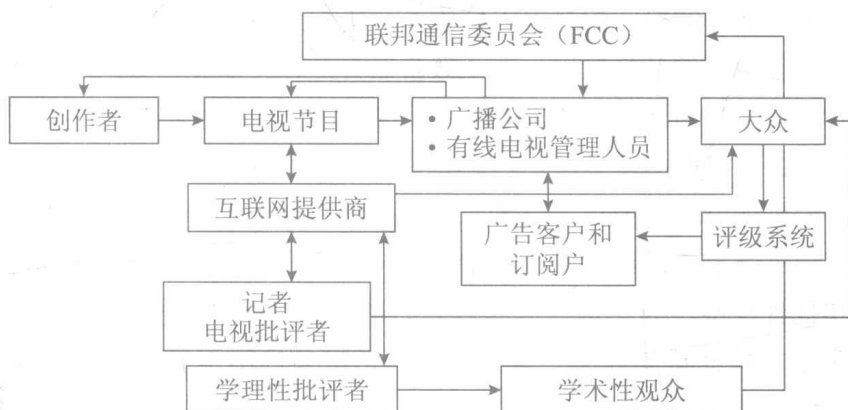 联邦通信委员会（FCC）
创作者
电视节目
• 广播公司
• 有线电视管理人员
大众
互联网提供商
广告客户和
订阅户
评级系统
记者
电视批评者
学理性批评者
学术性观众